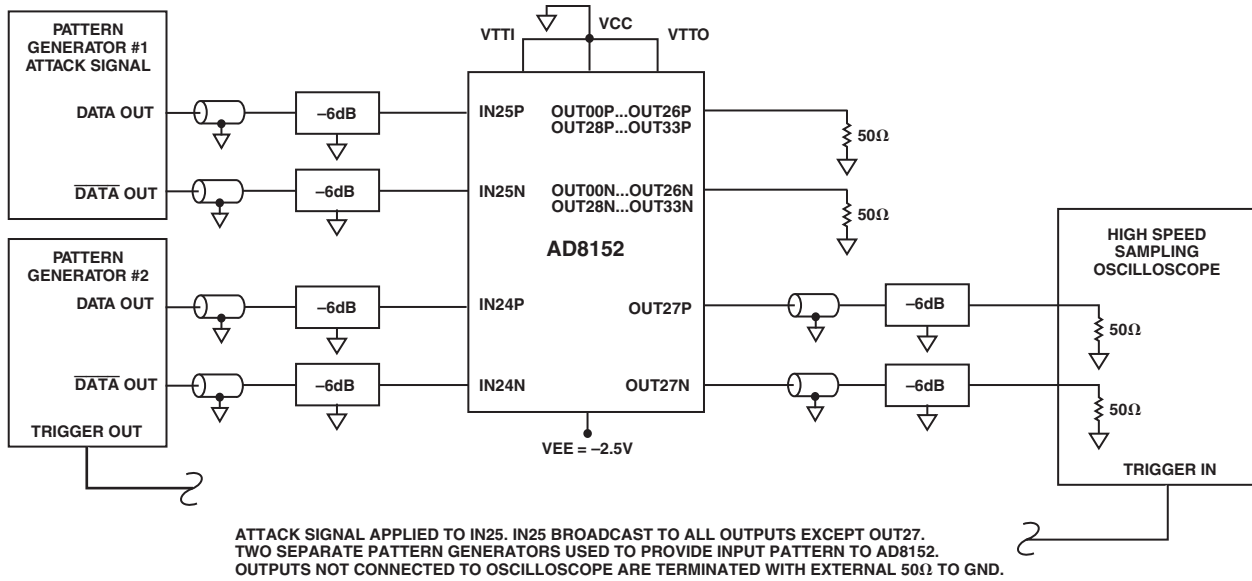 PATTERN
GENERATOR #1
ATTACK SIGNAL
DATA OUT
DATA OUT
–6dB
–6dB
PATTERN
GENERATOR #2
DATA OUT
DATA OUT
TRIGGER OUT
–6dB
–6dB
VTTI
VCC
VTTO
IN25P
IN25N
IN24P
IN24N
OUT00P...OUT26P
OUT28P...OUT33P
OUT00N...OUT26N
OUT28N...OUT33N
AD8152
OUT27P
OUT27N
VEE = –2.5V
50Ω
50Ω
–6dB
–6dB
HIGH SPEED
SAMPLING
OSCILLOSCOPE
50Ω
50Ω
TRIGGER IN
ATTACK SIGNAL APPLIED TO IN25. IN25 BROADCAST TO ALL OUTPUTS EXCEPT OUT27.
TWO SEPARATE PATTERN GENERATORS USED TO PROVIDE INPUT PATTERN TO AD8152.
OUTPUTS NOT CONNECTED TO OSCILLOSCOPE ARE TERMINATED WITH EXTERNAL 50Ω TO GND.